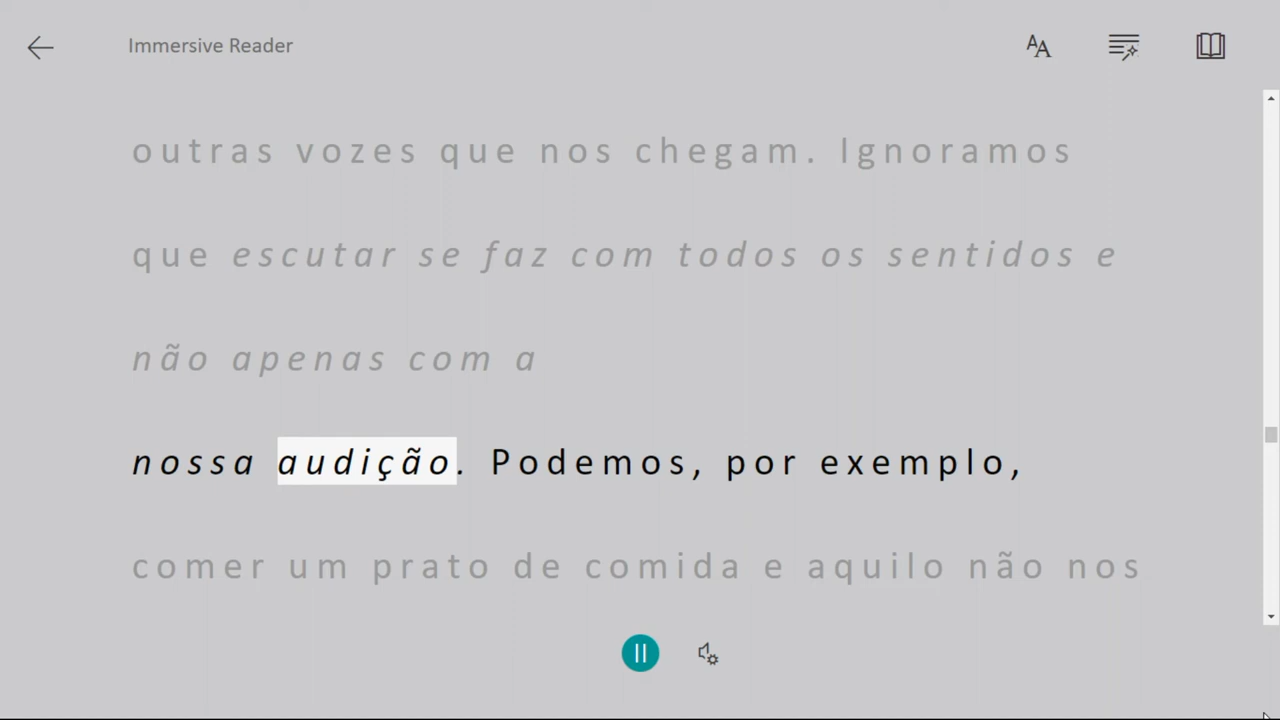 Immersive Reader
outras vozes que nos chegam. Ignoramos
que escutar se faz com todos os sentidos e
não apenas com a
nossa audição. Podemos, por exemplo,
comer um prato de comida e aquilo não nos